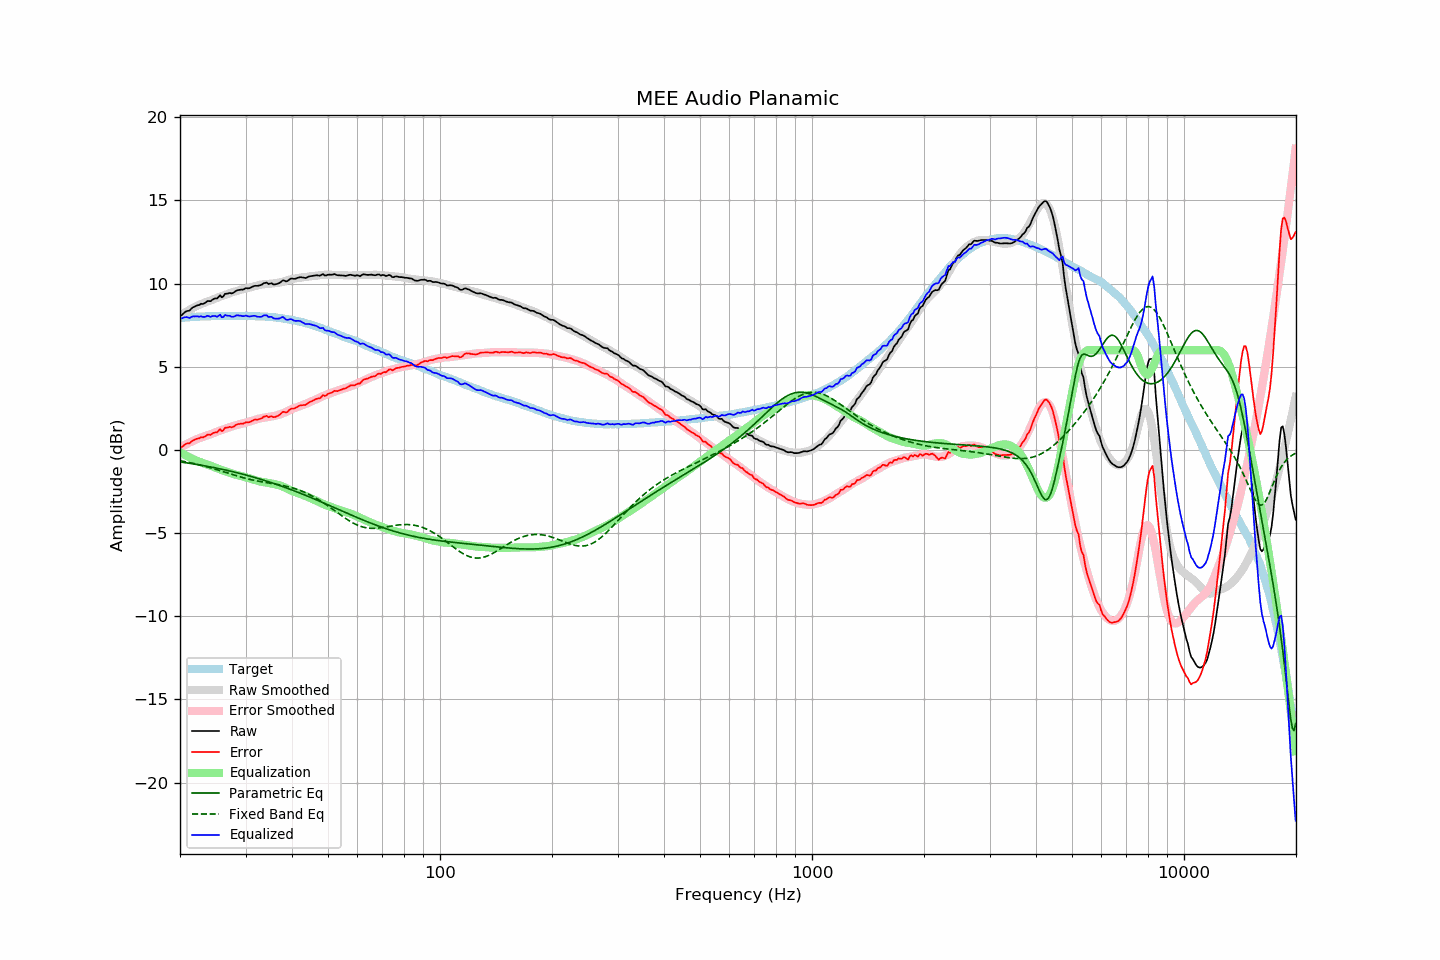 MEE Audio Planamic
20
15
10
5
0
−5
−10
−15
−20
Amplitude (dBr)
Target
Raw Smoothed
Error Smoothed
Raw
Error
Equalization
Parametric Eq
Fixed Band Eq
Equalized
100
1000
10000
Frequency (Hz)